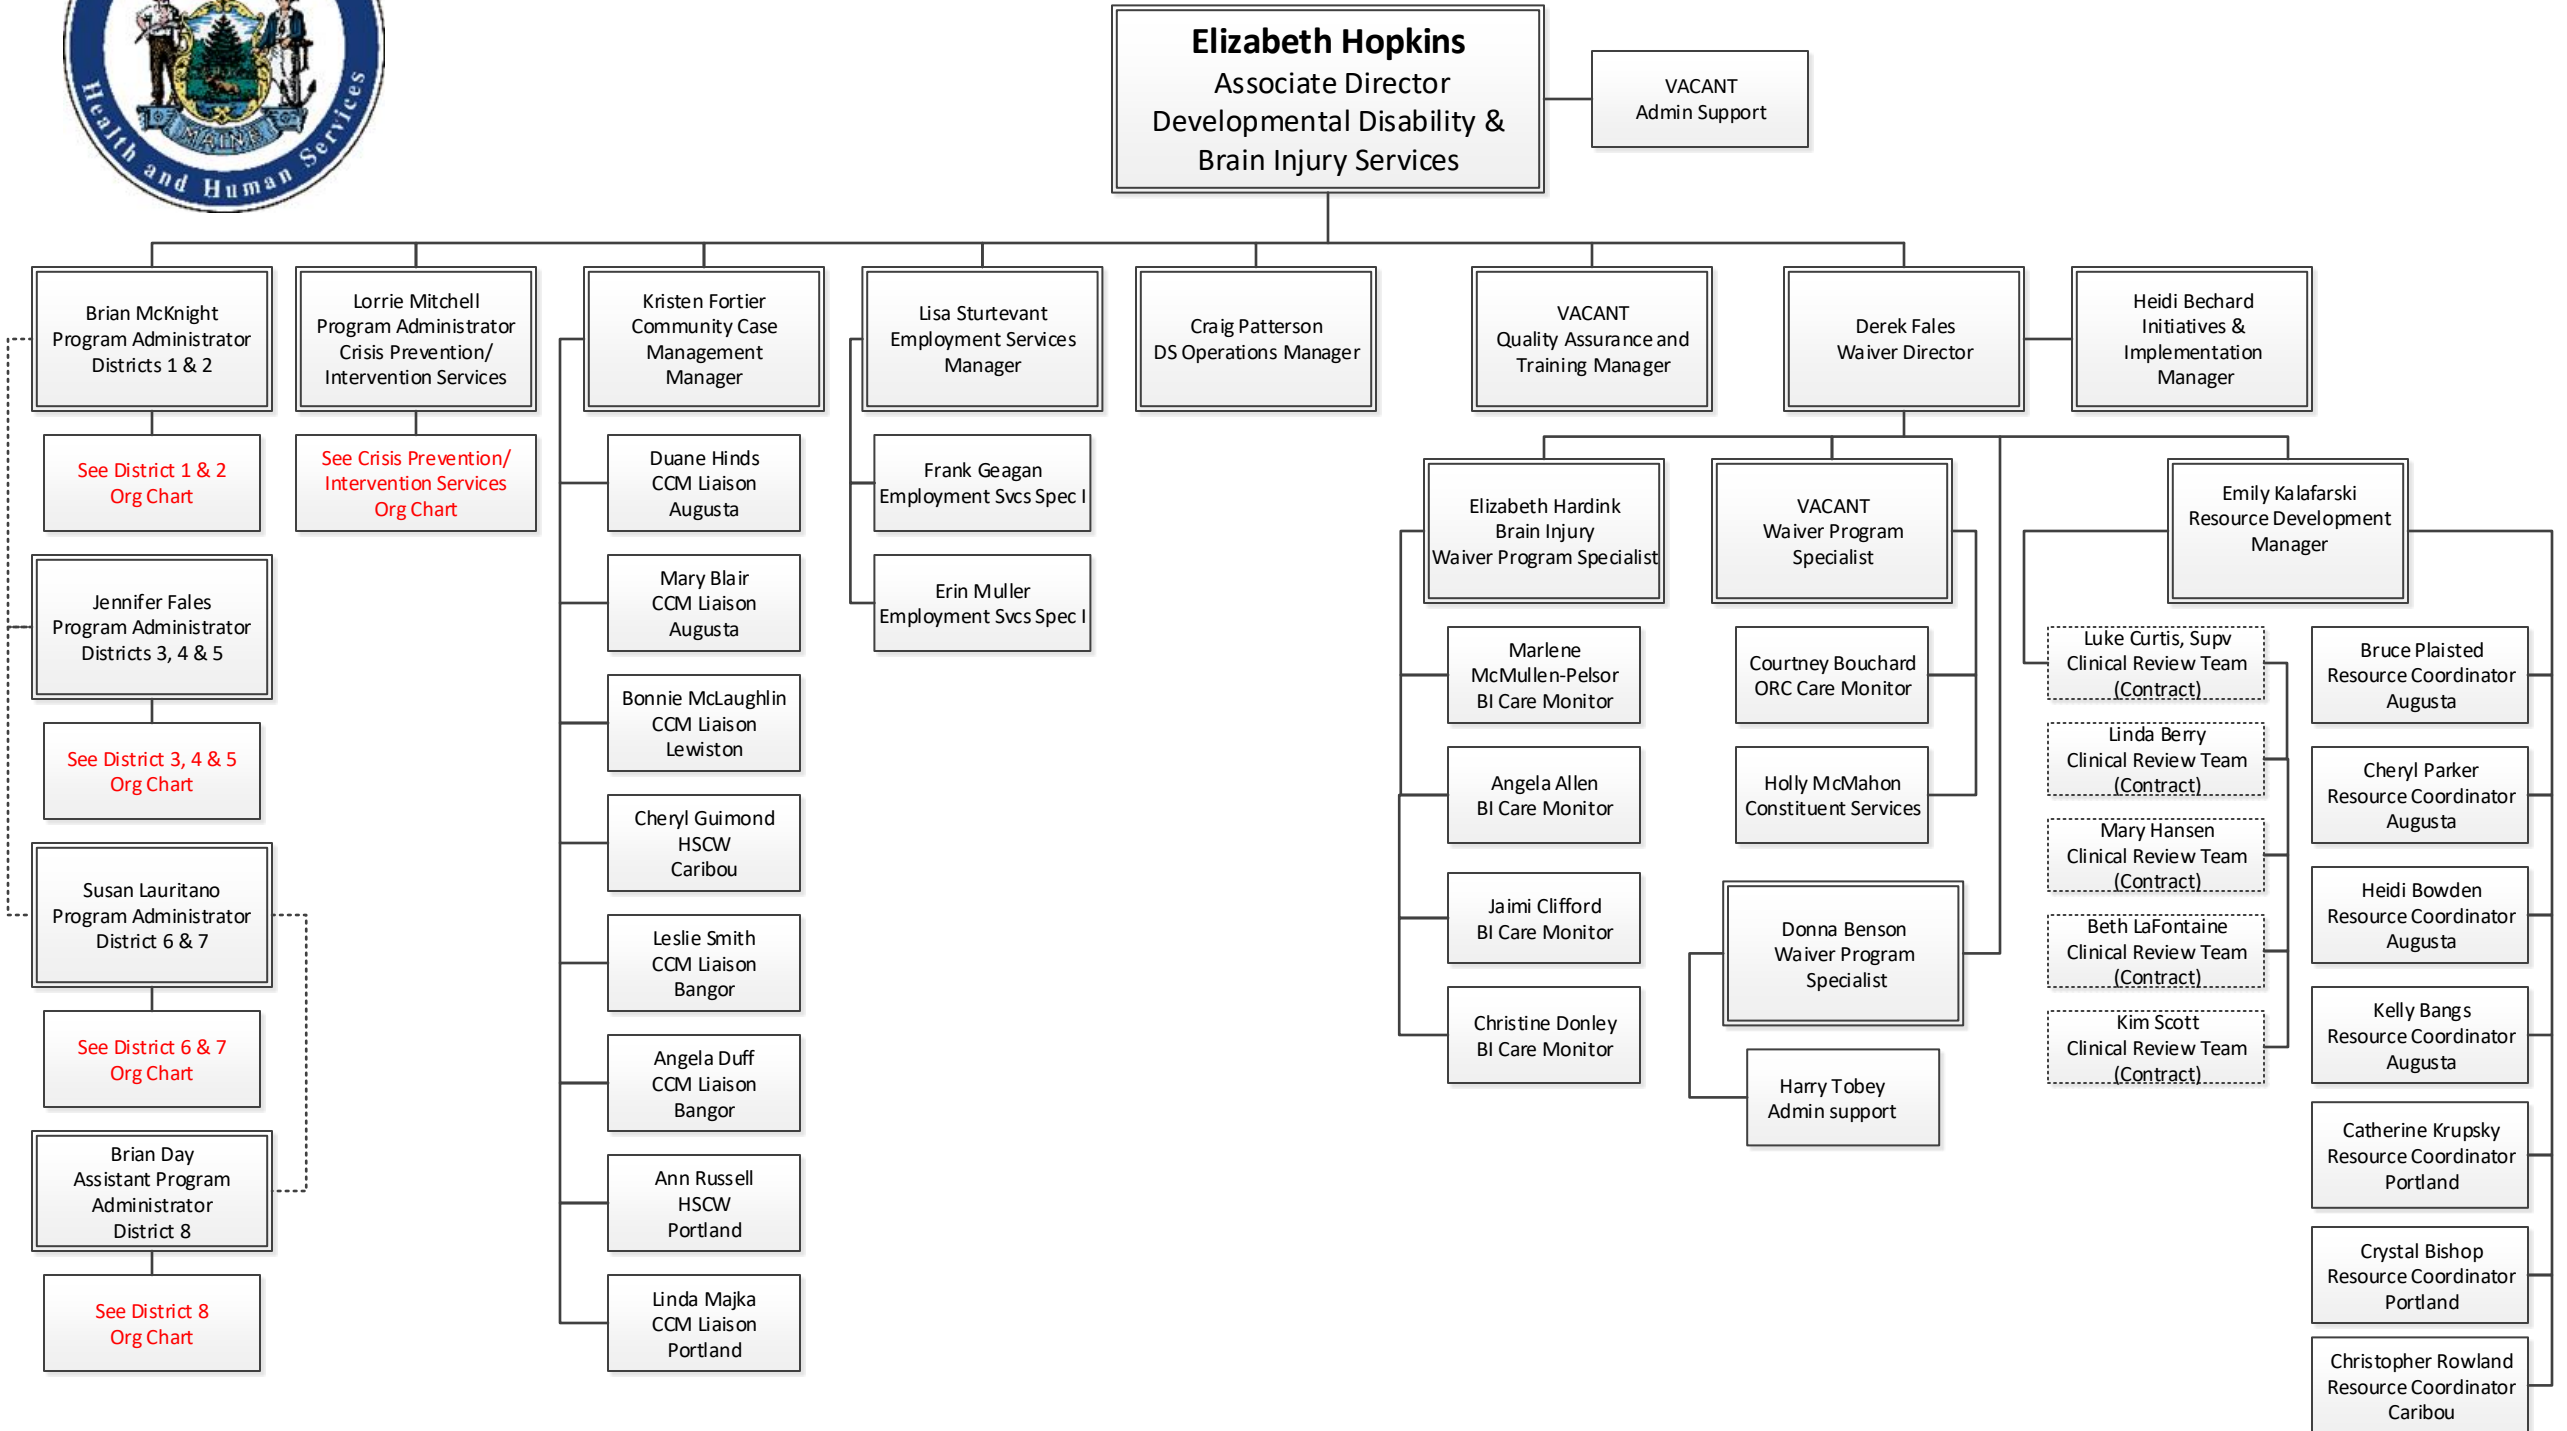 Health and Human Services
MAINE
Elizabeth Hopkins
Associate Director
Developmental Disability &
Brain Injury Services
VACANT
Admin Support
Brian McKnight
Program Administrator
Districts 1 & 2
See District 1 & 2
Org Chart
Jennifer Fales
Program Administrator
Districts 3, 4 & 5
See District 3, 4 & 5
Org Chart
Susan Lauritano
Program Administrator
District 6 & 7
See District 6 & 7
Org Chart
Brian Day
Assistant Program
Administrator
District 8
See District 8
Org Chart
Lorrie Mitchell
Program Administrator
Crisis Prevention/
Intervention Services
See Crisis Prevention/
Intervention Services
Org Chart
Kristen Fortier
Community Case
Management
Manager
Duane Hinds
CCM Liaison
Augusta
Mary Blair
CCM Liaison
Augusta
Bonnie McLaughlin
CCM Liaison
Lewiston
Cheryl Guimond
HSCW
Caribou
Leslie Smith
CCM Liaison
Bangor
Angela Duff
CCM Liaison
Bangor
Ann Russell
HSCW
Portland
Linda Majka
CCM Liaison
Portland
Lisa Sturtevant
Employment Services
Manager
Frank Geagan
Employment Svcs Spec I
Erin Muller
Employment Svcs Spec I
Craig Patterson
DS Operations Manager
VACANT
Quality Assurance and
Training Manager
Derek Fales
Waiver Director
Heidi Bechard
Initiatives &
Implementation
Manager
Elizabeth Hardink
Brain Injury
Waiver Program Specialist
Marlene
McMullen-Pelsor
BI Care Monitor
Angela Allen
BI Care Monitor
Jaimi Clifford
BI Care Monitor
Christine Donley
BI Care Monitor
VACANT
Waiver Program
Specialist
Courtney Bouchard
ORC Care Monitor
Holly McMahon
Constituent Services
Donna Benson
Waiver Program
Specialist
Harry Tobey
Admin support
Emily Kalafarski
Resource Development
Manager
Luke Curtis, Supv
Clinical Review Team
(Contract)
Linda Berry
Clinical Review Team
(Contract)
Mary Hansen
Clinical Review Team
(Contract)
Beth LaFontaine
Clinical Review Team
(Contract)
Kim Scott
Clinical Review Team
(Contract)
Bruce Plaisted
Resource Coordinator
Augusta
Cheryl Parker
Resource Coordinator
Augusta
Heidi Bowden
Resource Coordinator
Augusta
Kelly Bangs
Resource Coordinator
Augusta
Catherine Krupsky
Resource Coordinator
Portland
Crystal Bishop
Resource Coordinator
Portland
Christopher Rowland
Resource Coordinator
Caribou